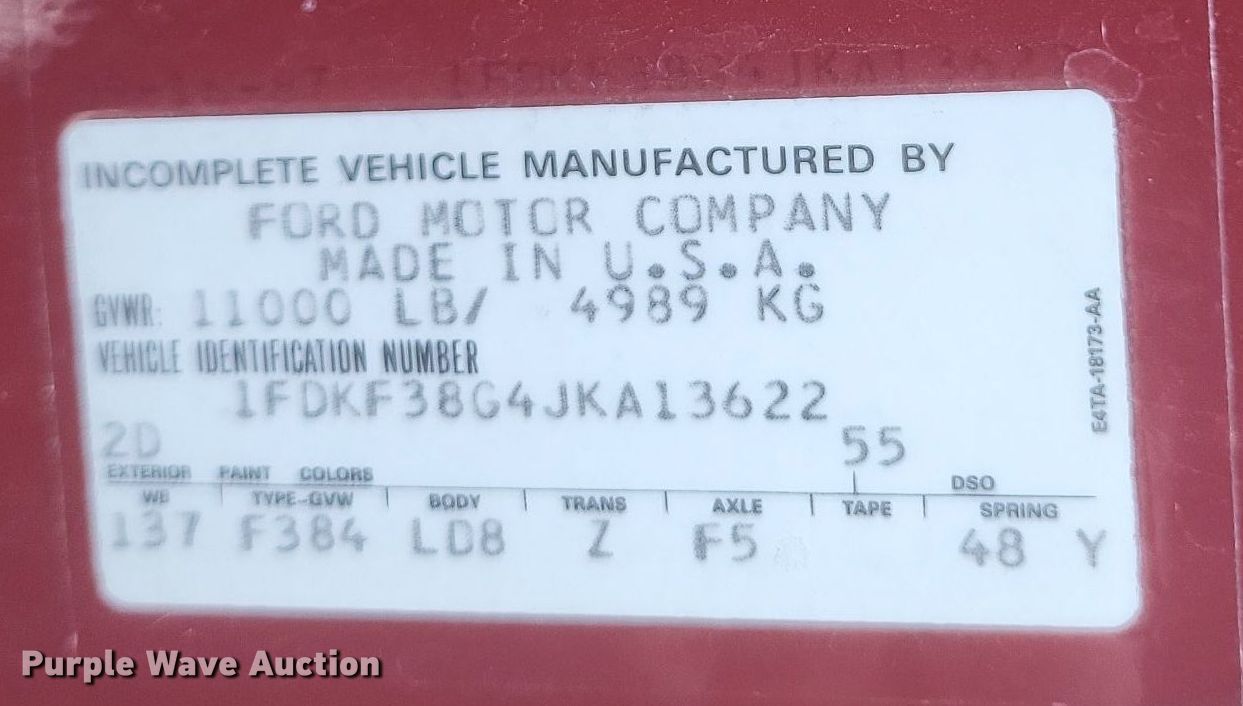 INCOMPLETE VEHICLE MANUFACTURED BY
FORD MOTOR COMPANY
MADE IN U.S.A.
GVWR: 11000 LB/ 4989 KG
VEHICLE IDENTIFICATION NUMBER
1FDKF38G4JKA13622
2D 55
EXTERIOR PAINT COLORS DSO
WB TYPE-GVW BODY TRANS AXLE TAPE SPRING
137 F384 LD8 Z F5 48 Y
E4TA-18173-AA
Purple Wave Auction